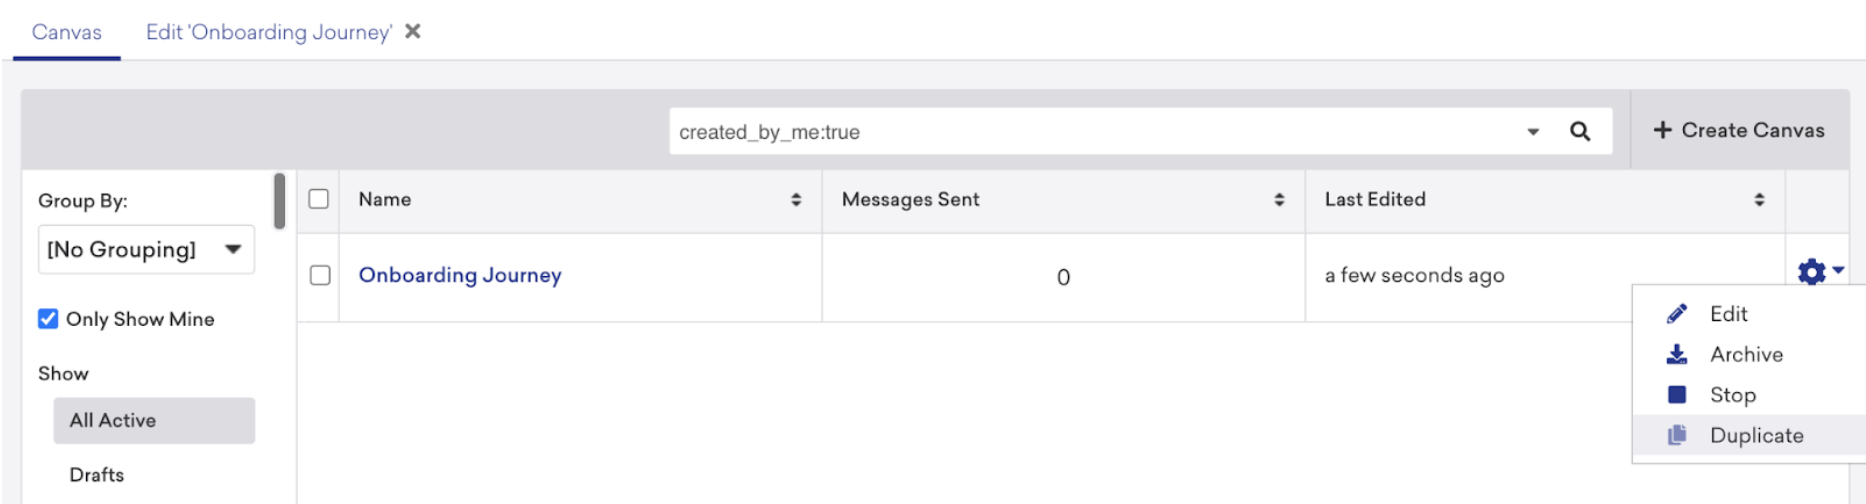 Canvas
Edit 'Onboarding Journey'
created_by_me:true
Create Canvas
Group By:
[No Grouping]
Only Show Mine
Show
All Active
Drafts
Name
Messages Sent
Last Edited
Onboarding Journey
0
a few seconds ago
Edit
Archive
Stop
Duplicate